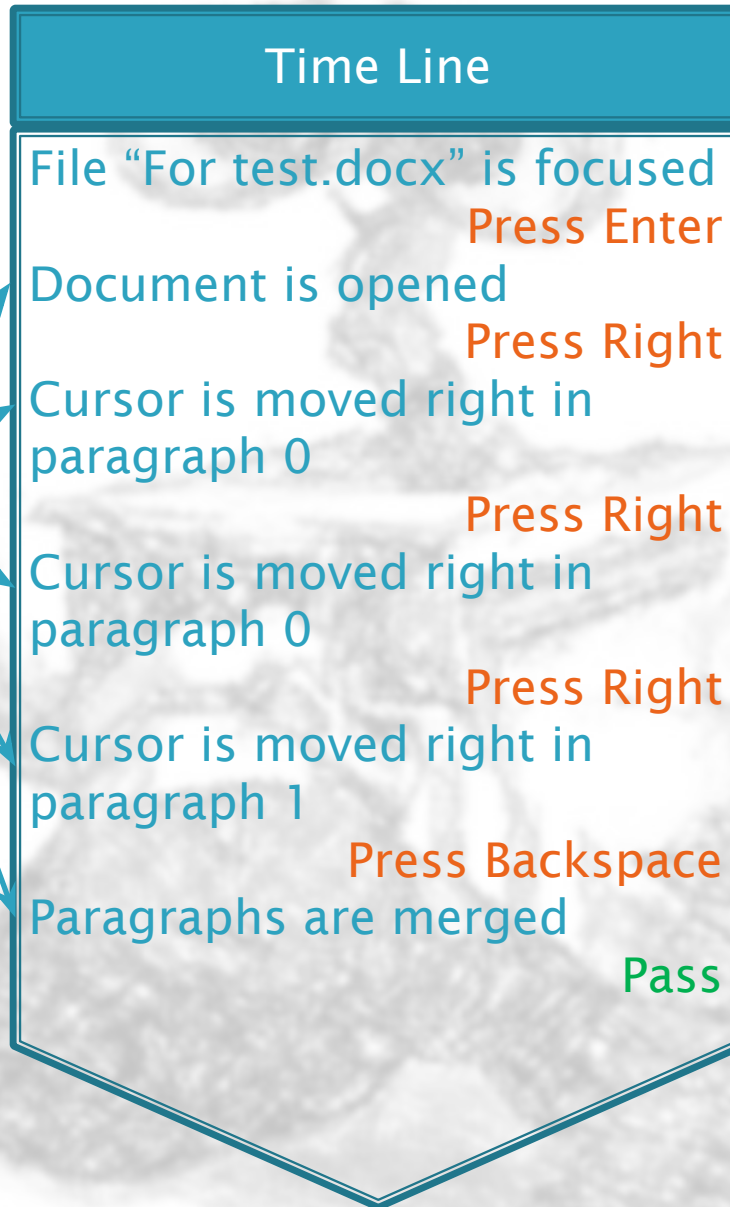 Time Line
File “For test.docx” is focused
Press Enter
Document is opened
Press Right
Cursor is moved right in
paragraph 0
Press Right
Cursor is moved right in
paragraph 0
Press Right
Cursor is moved right in
paragraph 1
Press Backspace
Paragraphs are merged
Pass